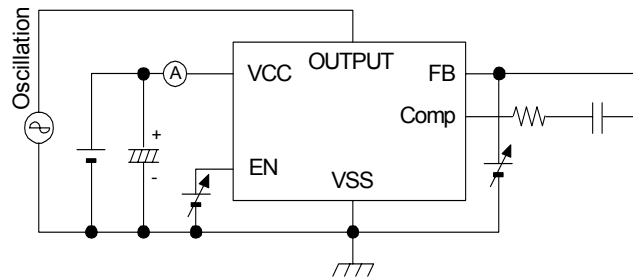 Oscillation
OUTPUT
A
VCC
FB
Comp
+
-
EN
VSS